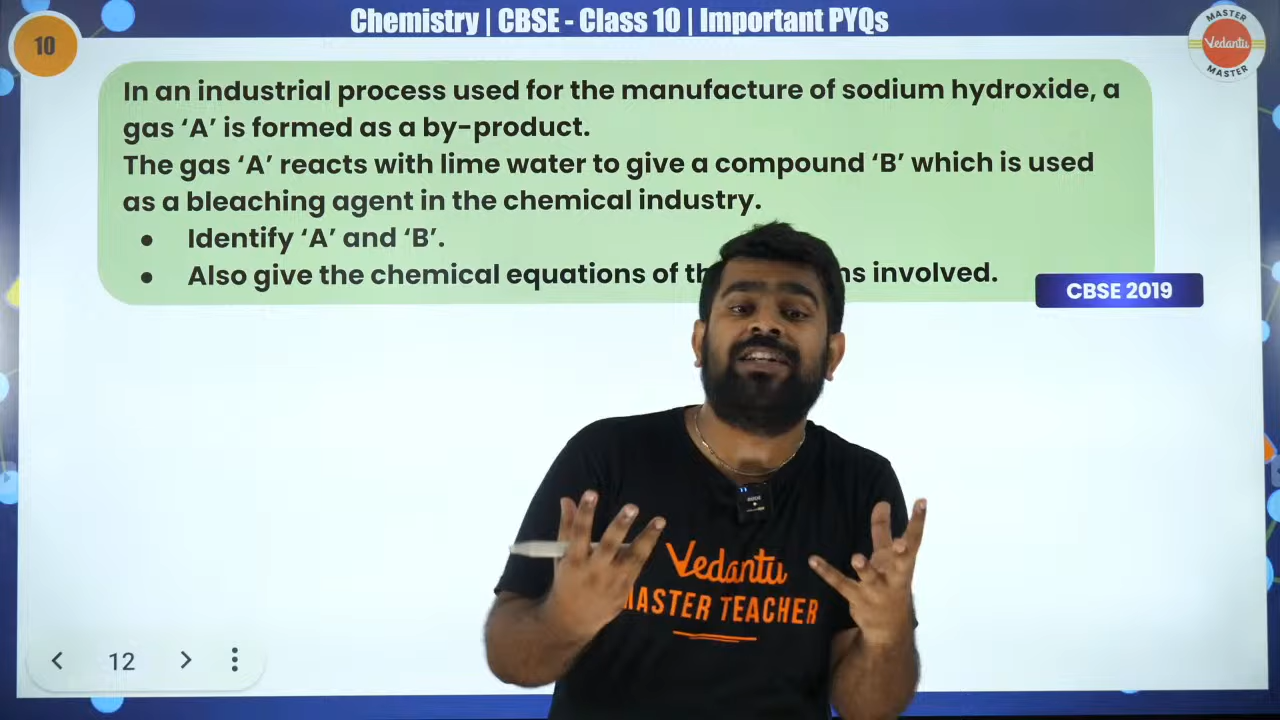 Chemistry | CBSE - Class 10 | Important PYQs
10
MASTER
Vedantu
MASTER
In an industrial process used for the manufacture of sodium hydroxide, a
gas ‘A’ is formed as a by-product.
The gas ‘A’ reacts with lime water to give a compound ‘B’ which is used
as a bleaching agent in the chemical industry.
● Identify ‘A’ and ‘B’.
● Also give the chemical equations of involved.
CBSE 2019
Vedantu
MASTER TEACHER
12